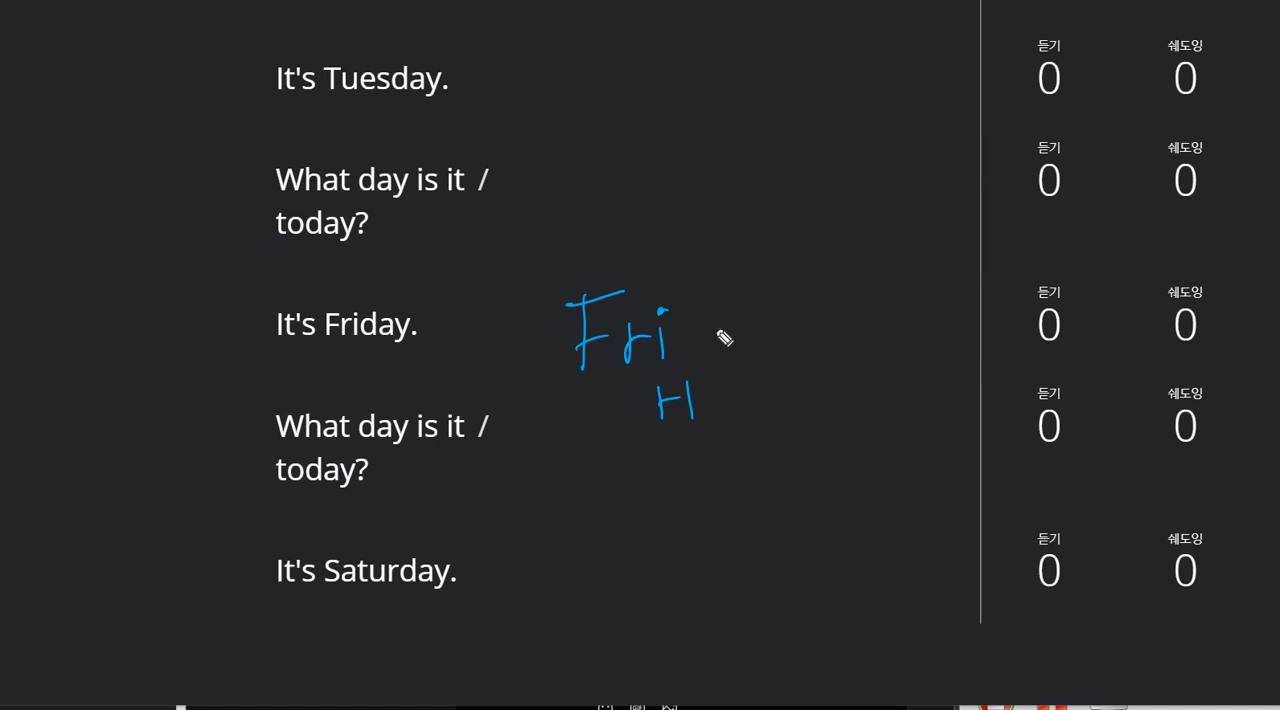 듣기 쉐도잉
It's Tuesday. 0 0
듣기 쉐도잉
What day is it / 0 0
today?
듣기 쉐도잉
It's Friday. Fri 0 0
H
듣기 쉐도잉
What day is it / 0 0
today?
듣기 쉐도잉
It's Saturday. 0 0